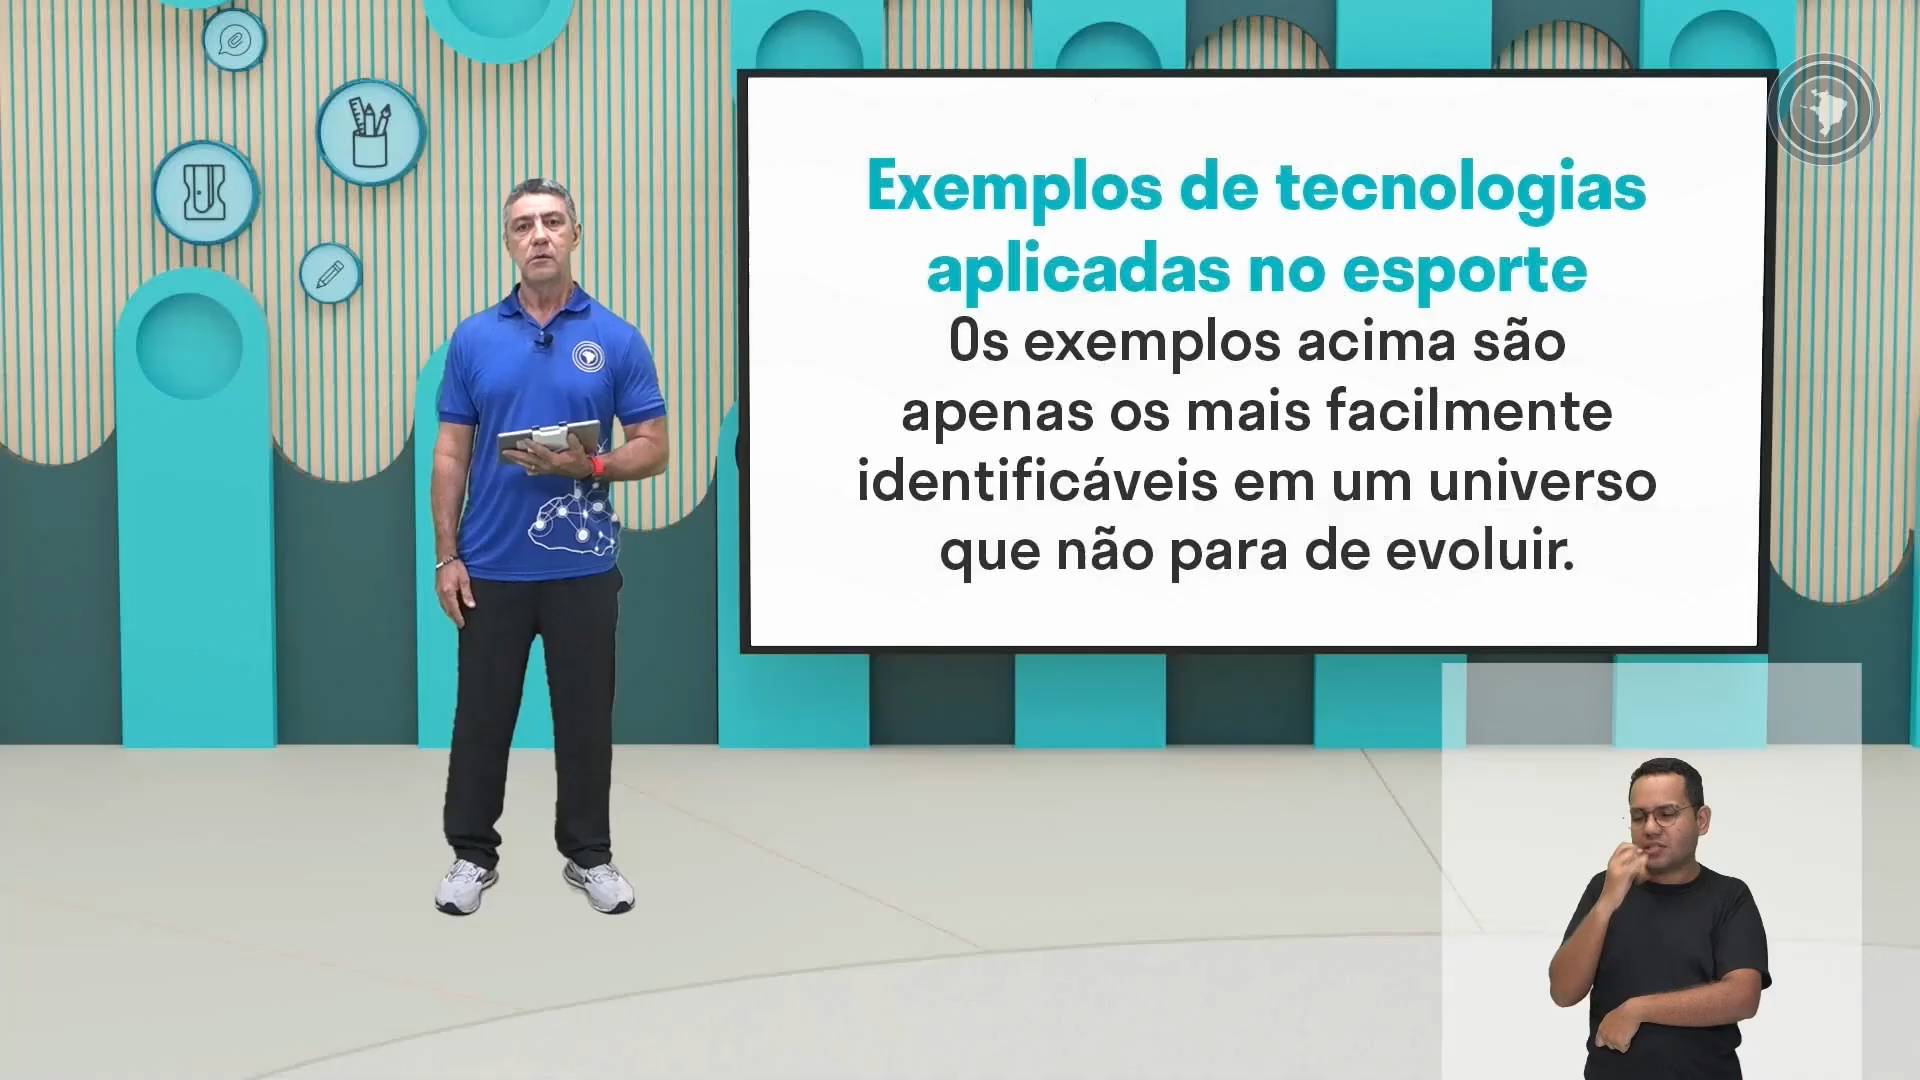 Exemplos de tecnologias
aplicadas no esporte
Os exemplos acima são
apenas os mais facilmente
identificáveis em um universo
que não para de evoluir.